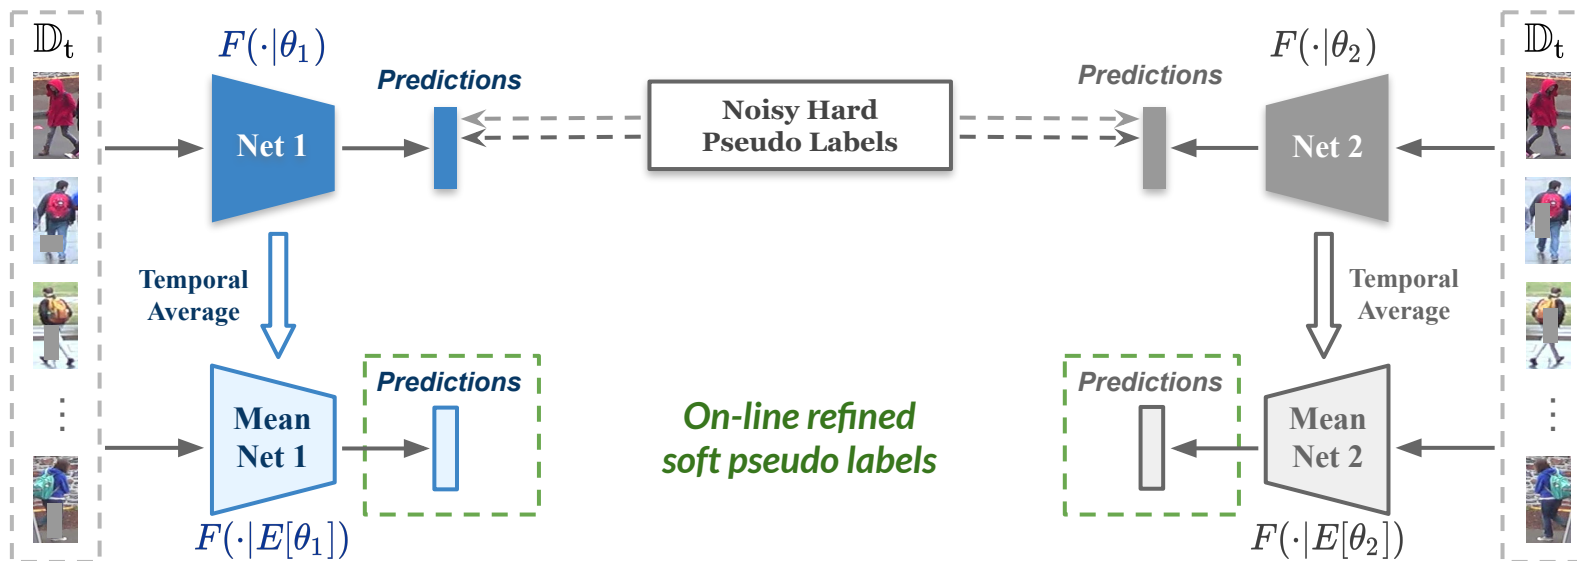 𝔻t
F(·|θ1)
Predictions
Net 1
Noisy Hard
Pseudo Labels
Predictions
F(·|θ2)
Net 2
𝔻t
Temporal
Average
Temporal
Average
Predictions
Mean
Net 1
F(·|E[θ1])
On-line refined
soft pseudo labels
Predictions
Mean
Net 2
F(·|E[θ2])